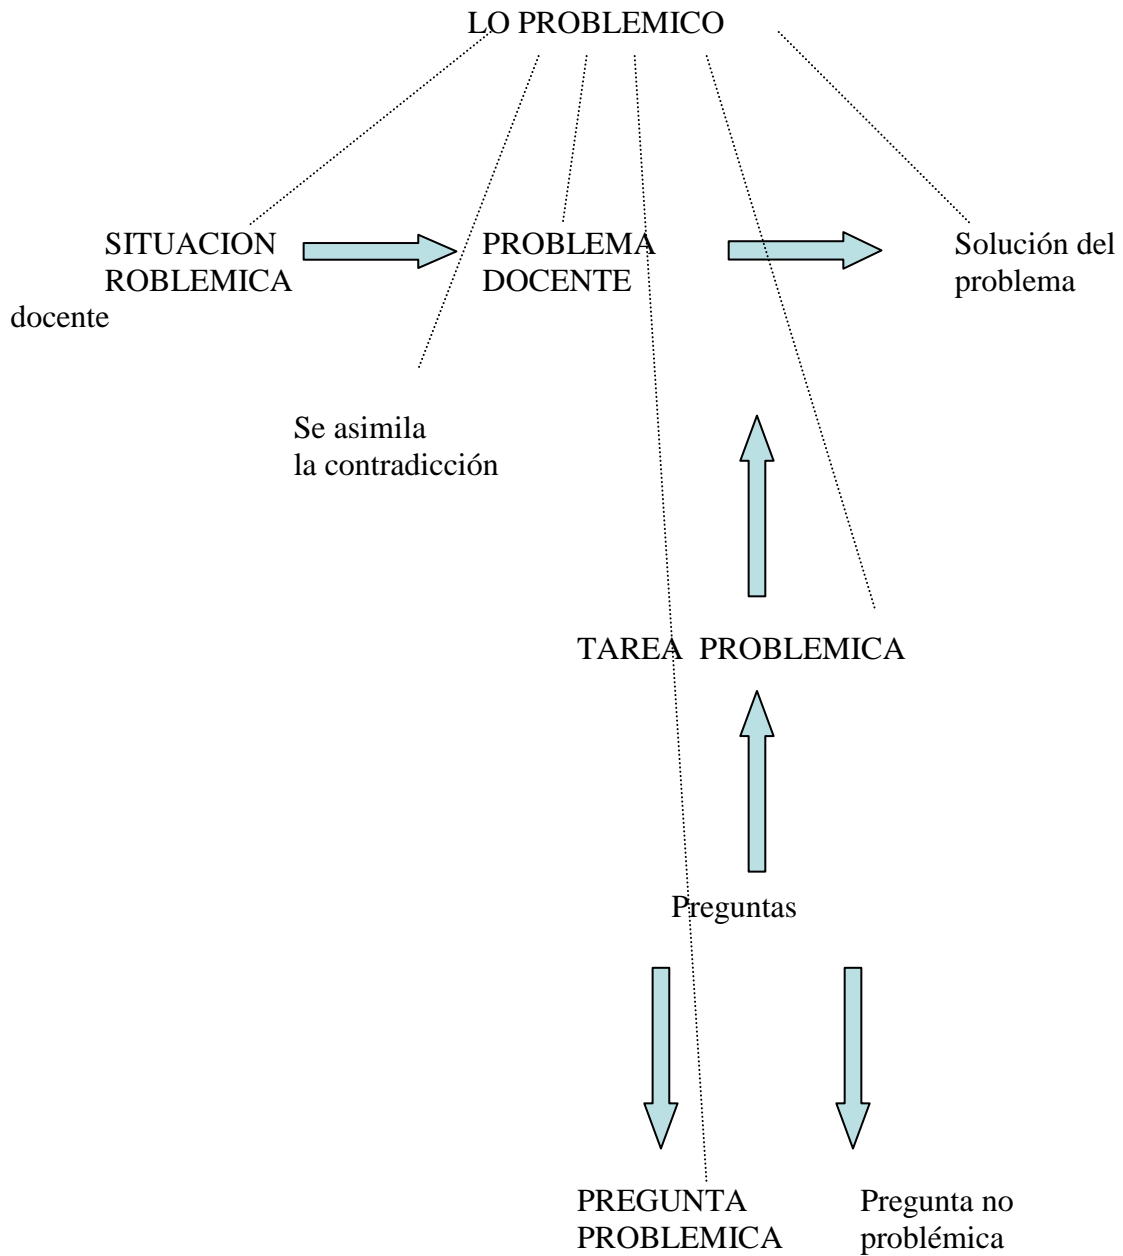 LO PROBLEMICO
SITUACION
ROBLEMICA
docente
PROBLEMA
DOCENTE
Solución del
problema
Se asimila
la contradicción
TAREA PROBLEMICA
Preguntas
PREGUNTA
PROBLEMICA
Pregunta no
problémica